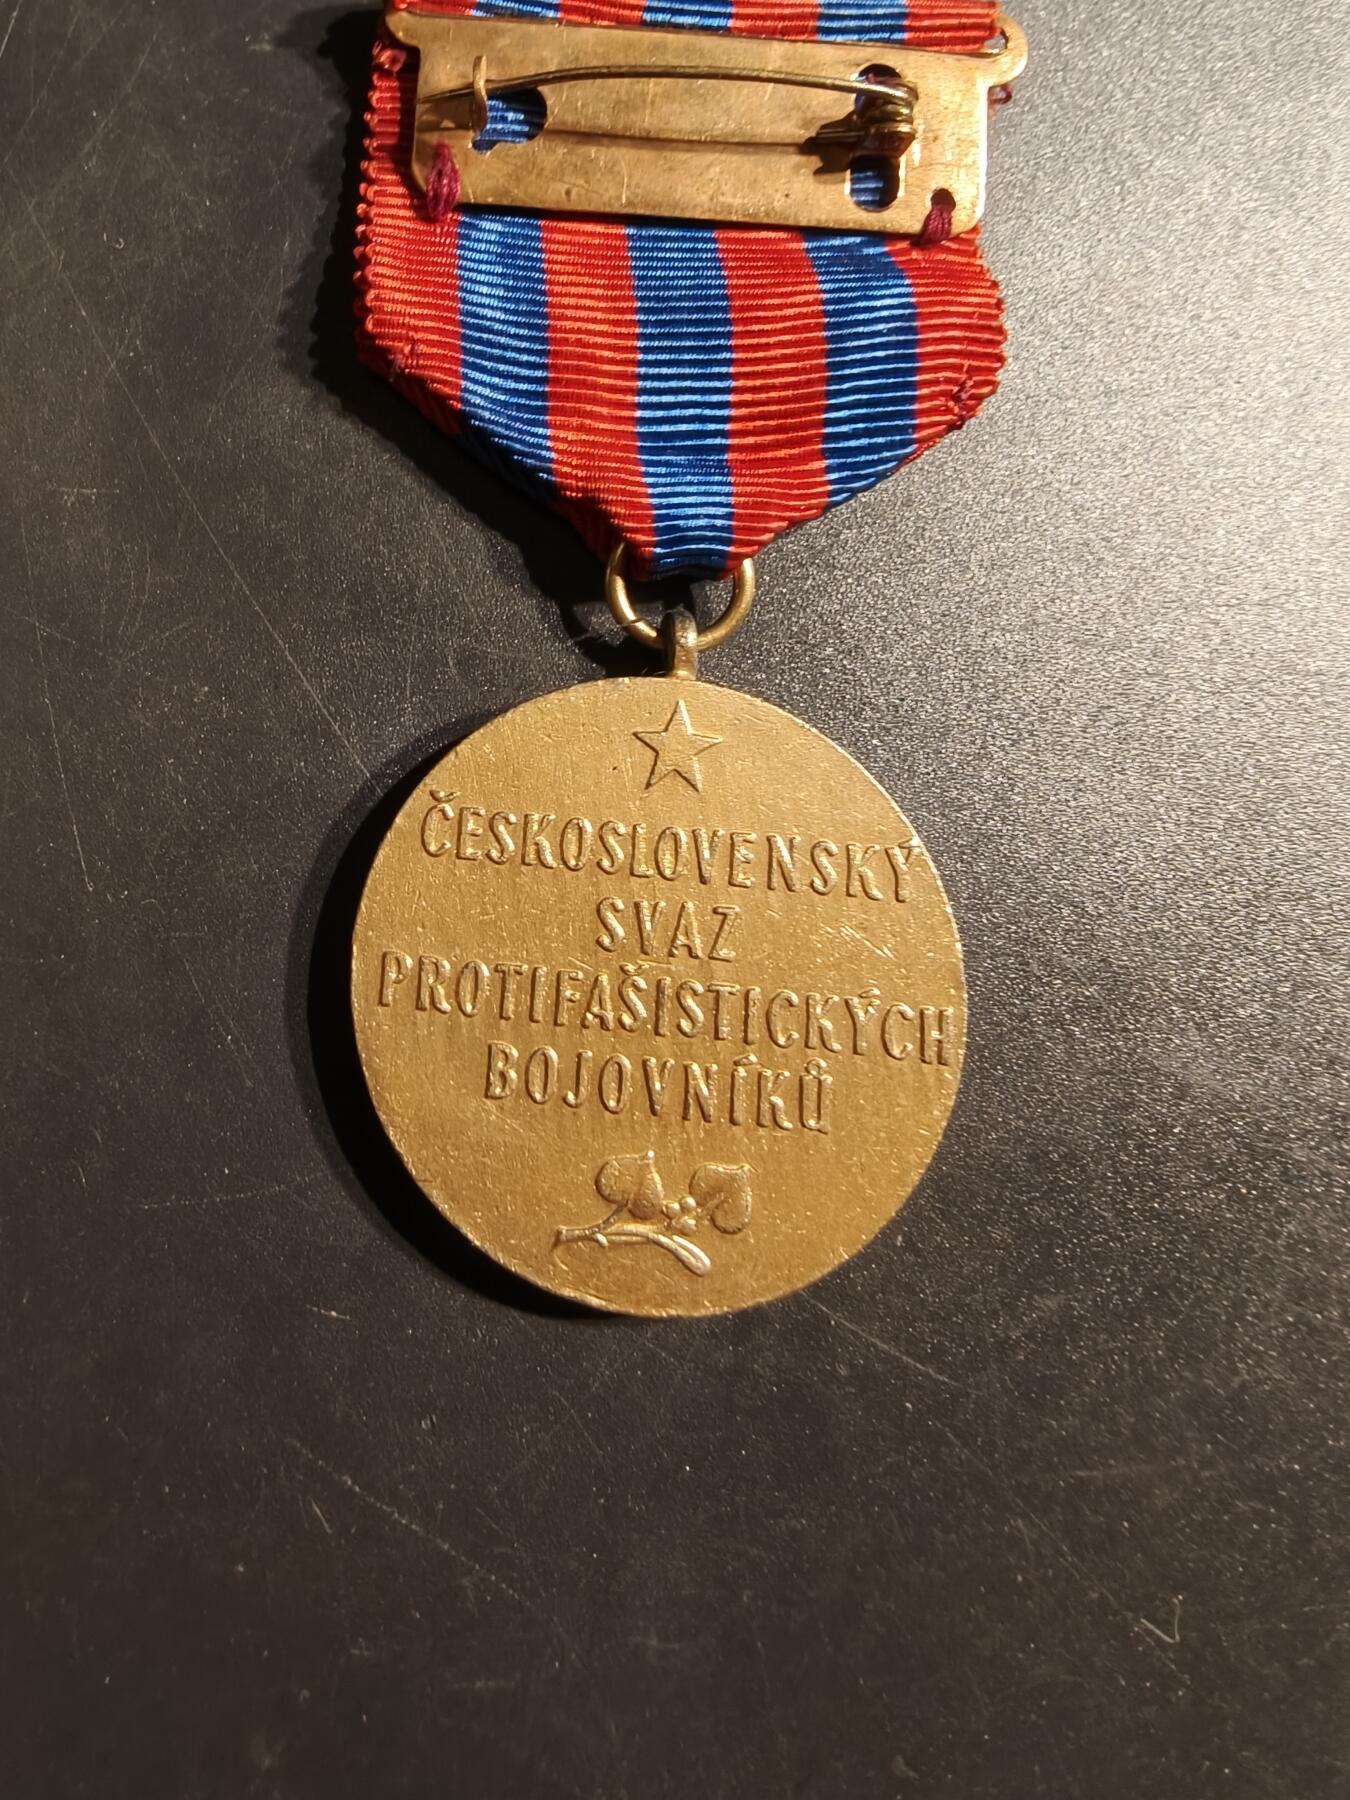 ČESKOSLOVENSKÝ
SVAZ
PROTIFAŠISTICKÝCH
BOJOVNÍKŮ